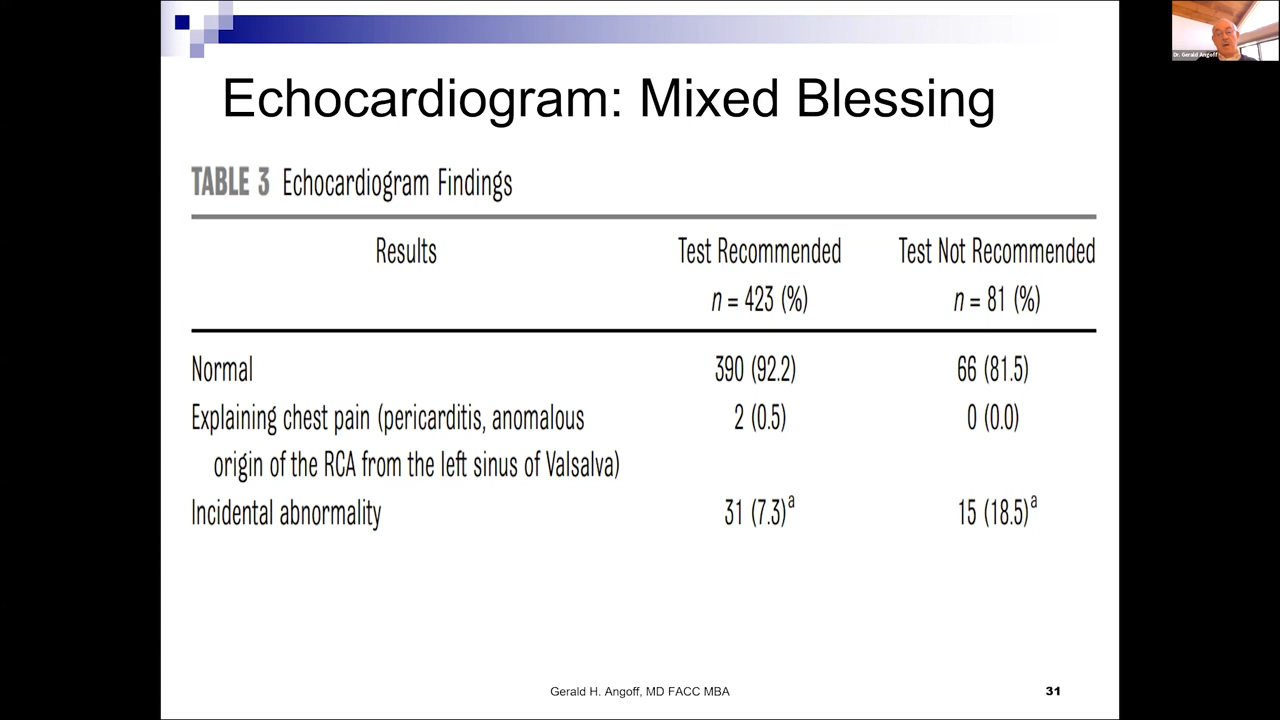 Echocardiogram: Mixed Blessing
TABLE 3 Echocardiogram Findings
Results Test Recommended Test Not Recommended
n = 423 (%) n = 81 (%)
Normal 390 (92.2) 66 (81.5)
Explaining chest pain (pericarditis, anomalous 2 (0.5) 0 (0.0)
origin of the RCA from the left sinus of Valsalva)
Incidental abnormality 31 (7.3)a 15 (18.5)a
Gerald H. Angoff, MD FACC MBA 31
Dr. Gerald Angoff